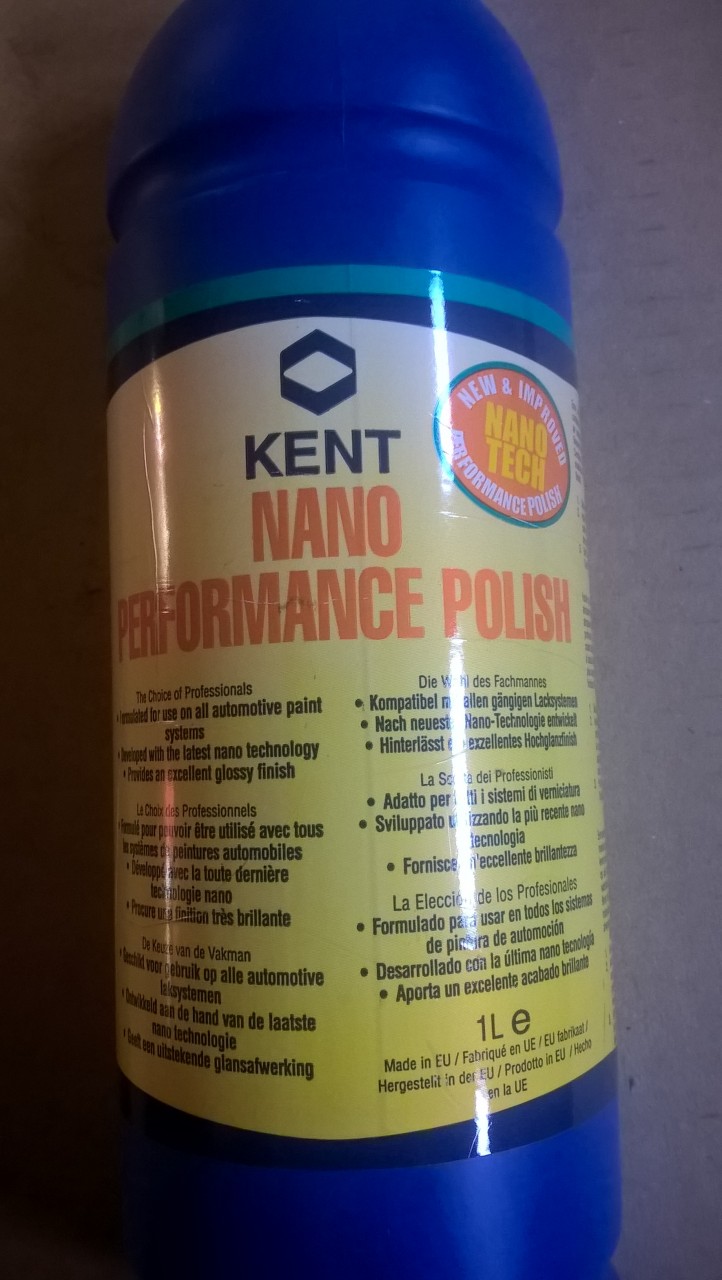 KENT
NEW & IMPROVED
NANO
TECH
PERFORMANCE POLISH
NANO
PERFORMANCE POLISH
The Choice of Professionals
• Formulated for use on all automotive paint
systems
• Developed with the latest nano technology
• Provides an excellent glossy finish
Le Choix des Professionnels
• Formulé pour pouvoir être utilisé avec tous
les systèmes de peintures automobiles
• Développé avec la toute dernière
technologie nano
• Procure une finition très brillante
De Keuze van de Vakman
• Geschikt voor gebruik op alle automotive
laksystemen
• Ontwikkeld aan de hand van de laatste
nano technologie
• Geeft een uitstekende glansafwerking
Die Wahl des Fachmannes
• Kompatibel mit allen gängigen Lacksystemen
• Nach neuester Nano-Technologie entwickelt
• Hinterlässt ein exzellentes Hochglanzfinish
La Scelta dei Professionisti
• Adatto per tutti i sistemi di verniciatura
• Sviluppato utilizzando la più recente nano
tecnologia
• Fornisce un'eccellente brillantezza
La Elección de los Profesionales
• Formulado para usar en todos los sistemas
de pintura de automoción
• Desarrollado con la última nano tecnología
• Aporta un excelente acabado brillante
1L e
Made in EU / Fabriqué en UE / EU fabrikaat /
Hergestelit in der EU / Prodotto in EU / Hecho
en la UE